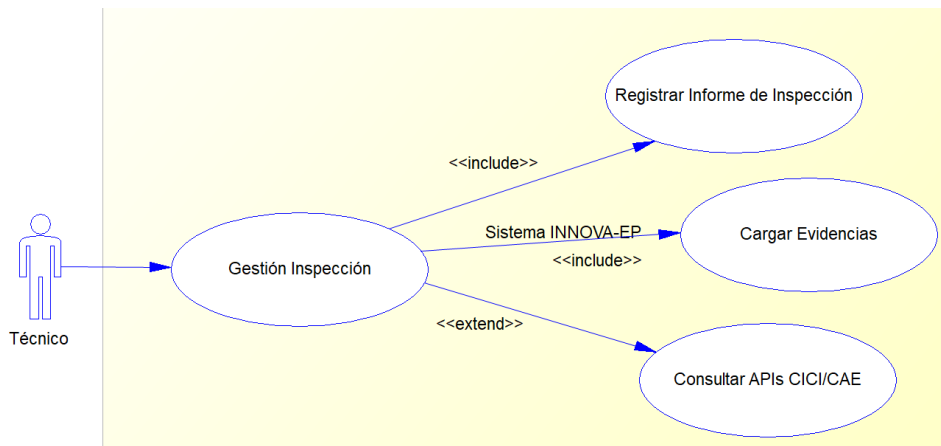 Registrar Informe de Inspección
<<include>>
Sistema INNOVA-EP
Cargar Evidencias
<<include>>
Gestión Inspección
<<extend>>
Técnico
Consultar APIs CICI/CAE